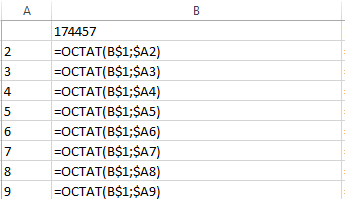 A B
174457
2 =OCTAT(B$1;$A2)
3 =OCTAT(B$1;$A3)
4 =OCTAT(B$1;$A4)
5 =OCTAT(B$1;$A5)
6 =OCTAT(B$1;$A6)
7 =OCTAT(B$1;$A7)
8 =OCTAT(B$1;$A8)
9 =OCTAT(B$1;$A9)